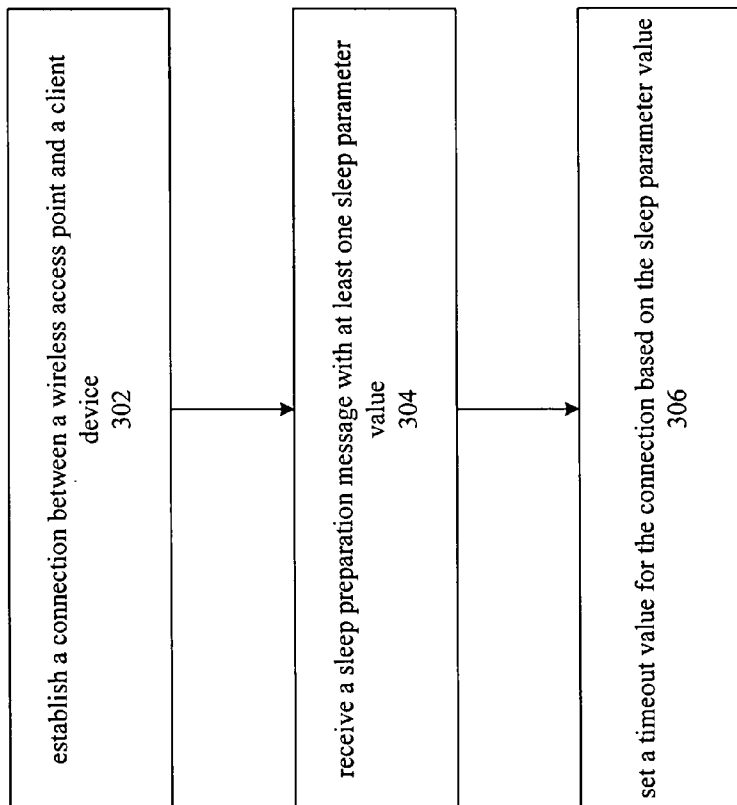 establish a connection between a wireless access point and a client
device
302
receive a sleep preparation message with at least one sleep parameter
value
304
set a timeout value for the connection based on the sleep parameter value
306